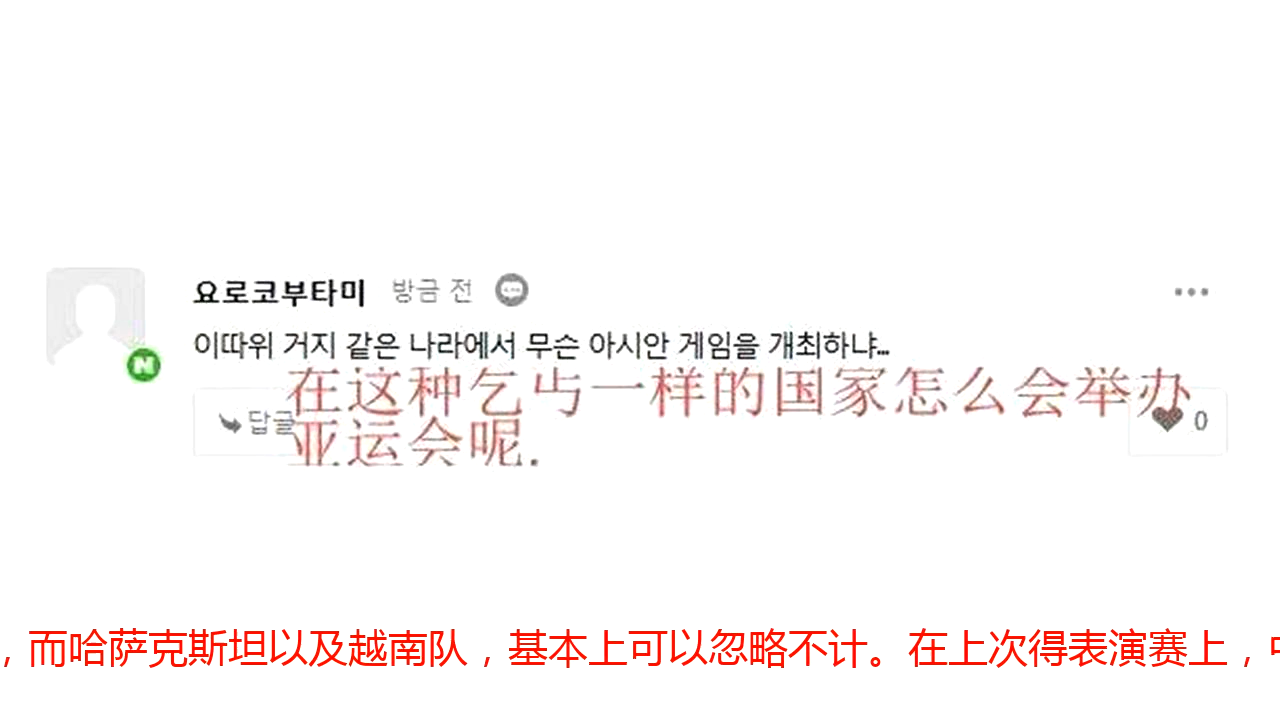 요로코부타미 방금 전
이따위 거지 같은 나라에서 무슨 아시안 게임을 개최하냐...
在这种乞丐一样的国家怎么会举办
답글 0
亚运会呢.
，而哈萨克斯坦以及越南队，基本上可以忽略不计。在上次得表演赛上，